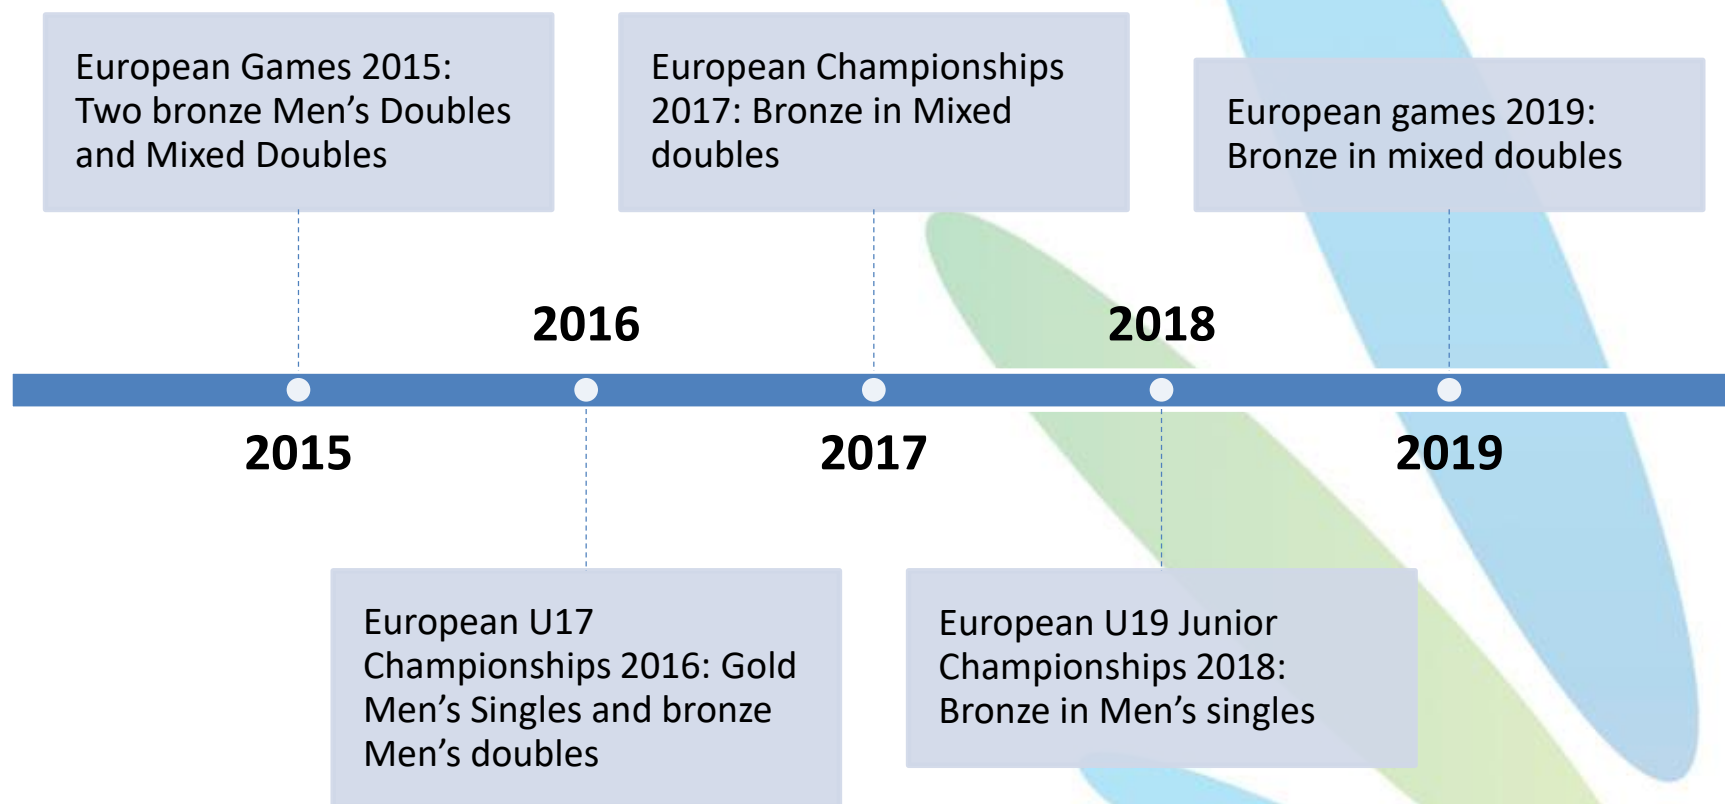 European Games 2015:
Two bronze Men’s Doubles
and Mixed Doubles
European Championships
2017: Bronze in Mixed
doubles
European games 2019:
Bronze in mixed doubles
2016
2018
2015
2017
2019
European U17
Championships 2016: Gold
Men’s Singles and bronze
Men’s doubles
European U19 Junior
Championships 2018:
Bronze in Men’s singles